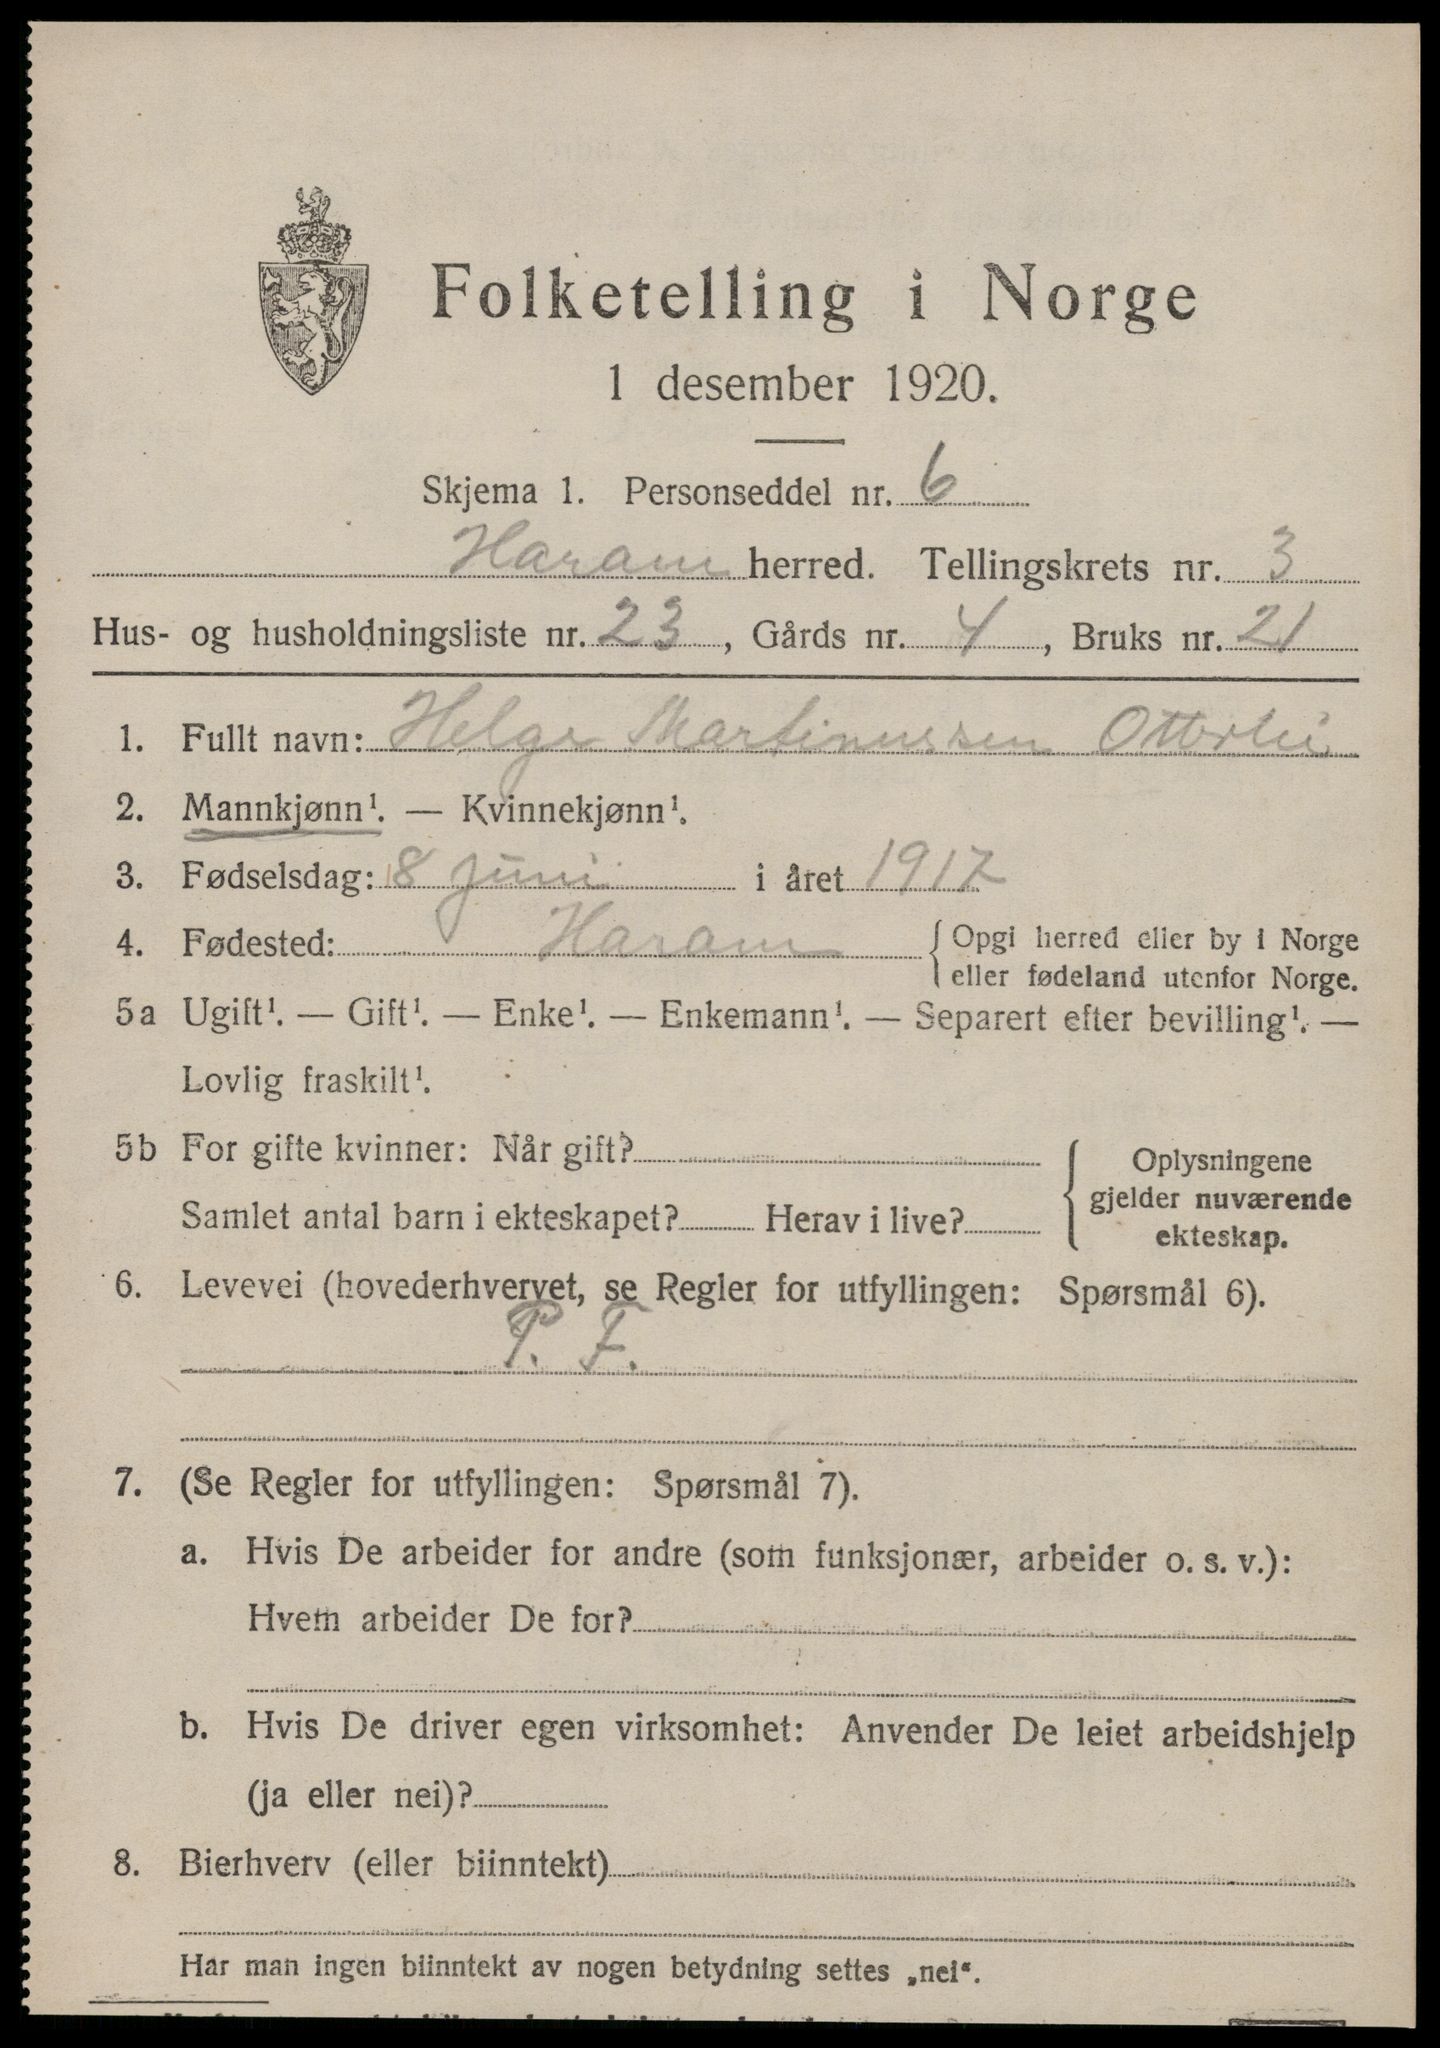 Folketelling i Norge
1 desember 1920.
Skjema 1. Personseddel nr. 6
Haram herred. Tellingskrets nr. 3
Hus- og husholdningsliste nr. 23, Gårds nr. 4, Bruks nr. 21
1. Fullt navn: Helge Martinussen Otterlei
2. Mannkjønn¹. — Kvinnekjønn¹.
3. Fødselsdag: 8 juni i året 1917
4. Fødested: Haram { Opgi herred eller by i Norge
eller fødeland utenfor Norge.
5a Ugift¹. — Gift¹. — Enke¹. — Enkemann¹. — Separert efter bevilling¹. —
Lovlig fraskilt¹.
5b For gifte kvinner: Når gift?
Samlet antal barn i ekteskapet? Herav i live?
{ Oplysningene
gjelder nuværende
ekteskap.
6. Levevei (hovederhvervet, se Regler for utfyllingen: Spørsmål 6).
P. F.
7. (Se Regler for utfyllingen: Spørsmål 7).
a. Hvis De arbeider for andre (som funksjonær, arbeider o. s. v.):
Hvem arbeider De for?
b. Hvis De driver egen virksomhet: Anvender De leiet arbeidshjelp
(ja eller nei)?
8. Bierhverv (eller biinntekt)
Har man ingen biinntekt av nogen betydning settes „nei“.